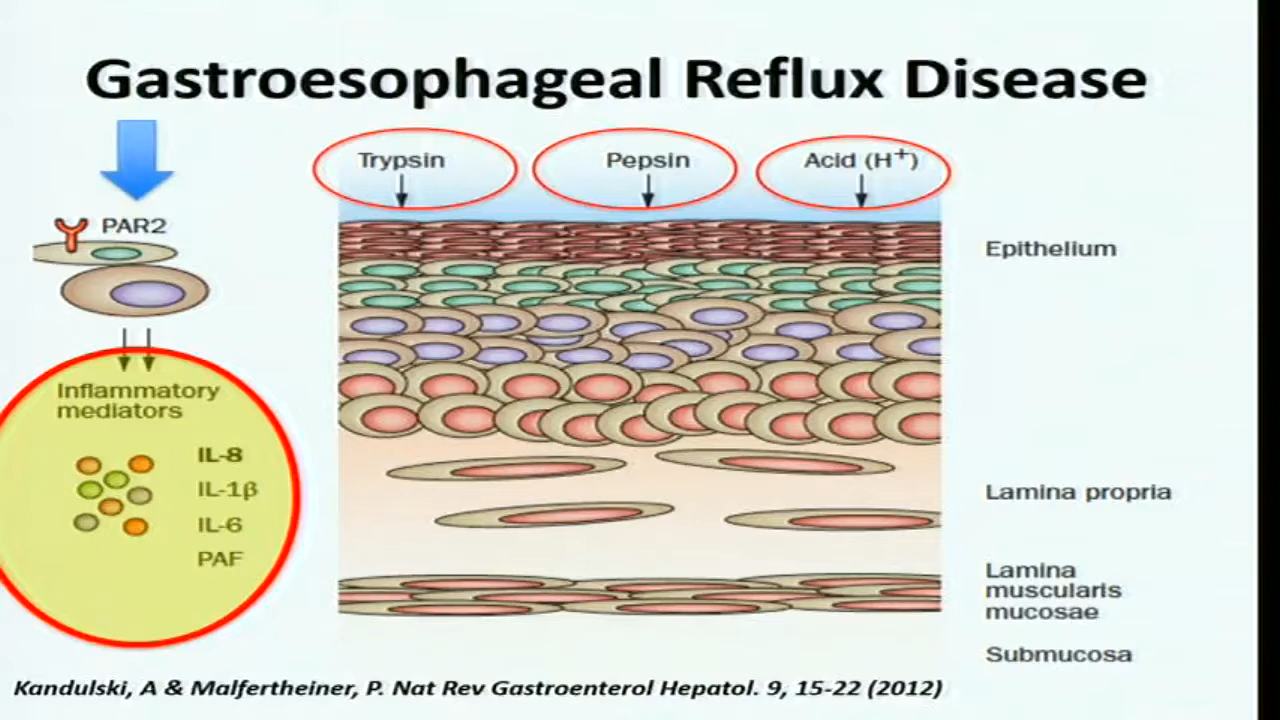 Gastroesophageal Reflux Disease
Trypsin
Pepsin
Acid (H⁺)
PAR2
Epithelium
Inflammatory
mediators
IL-8
IL-1β
IL-6
PAF
Lamina propria
Lamina
muscularis
mucosae
Submucosa
Kandulski, A & Malfertheiner, P. Nat Rev Gastroenterol Hepatol. 9, 15-22 (2012)